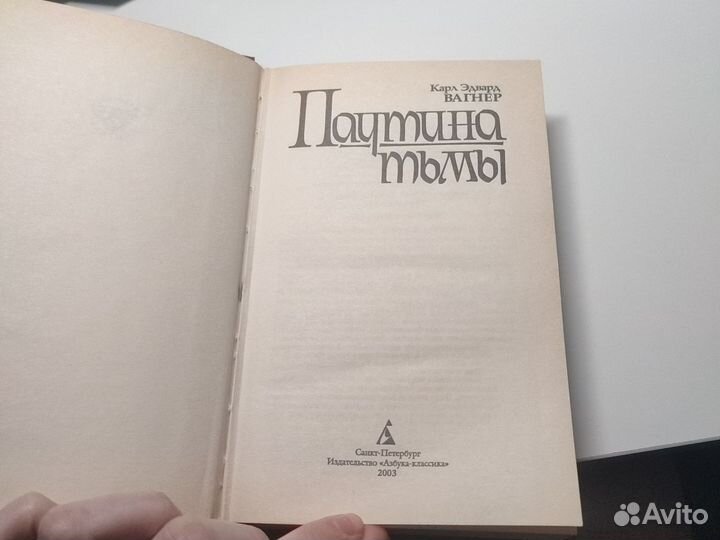 Карл Эдвард
ВАГНЕР
Паутина
тьмы
Санкт-Петербург
Издательство «Азбука-классика»
2003
Avito